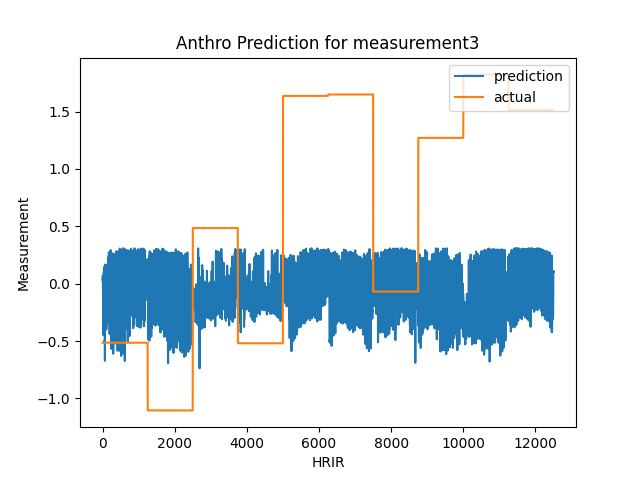 Anthro Prediction for measurement3
prediction
actual
Measurement
1.5
1.0
0.5
0.0
−0.5
−1.0
0
2000
4000
6000
8000
10000
12000
HRIR